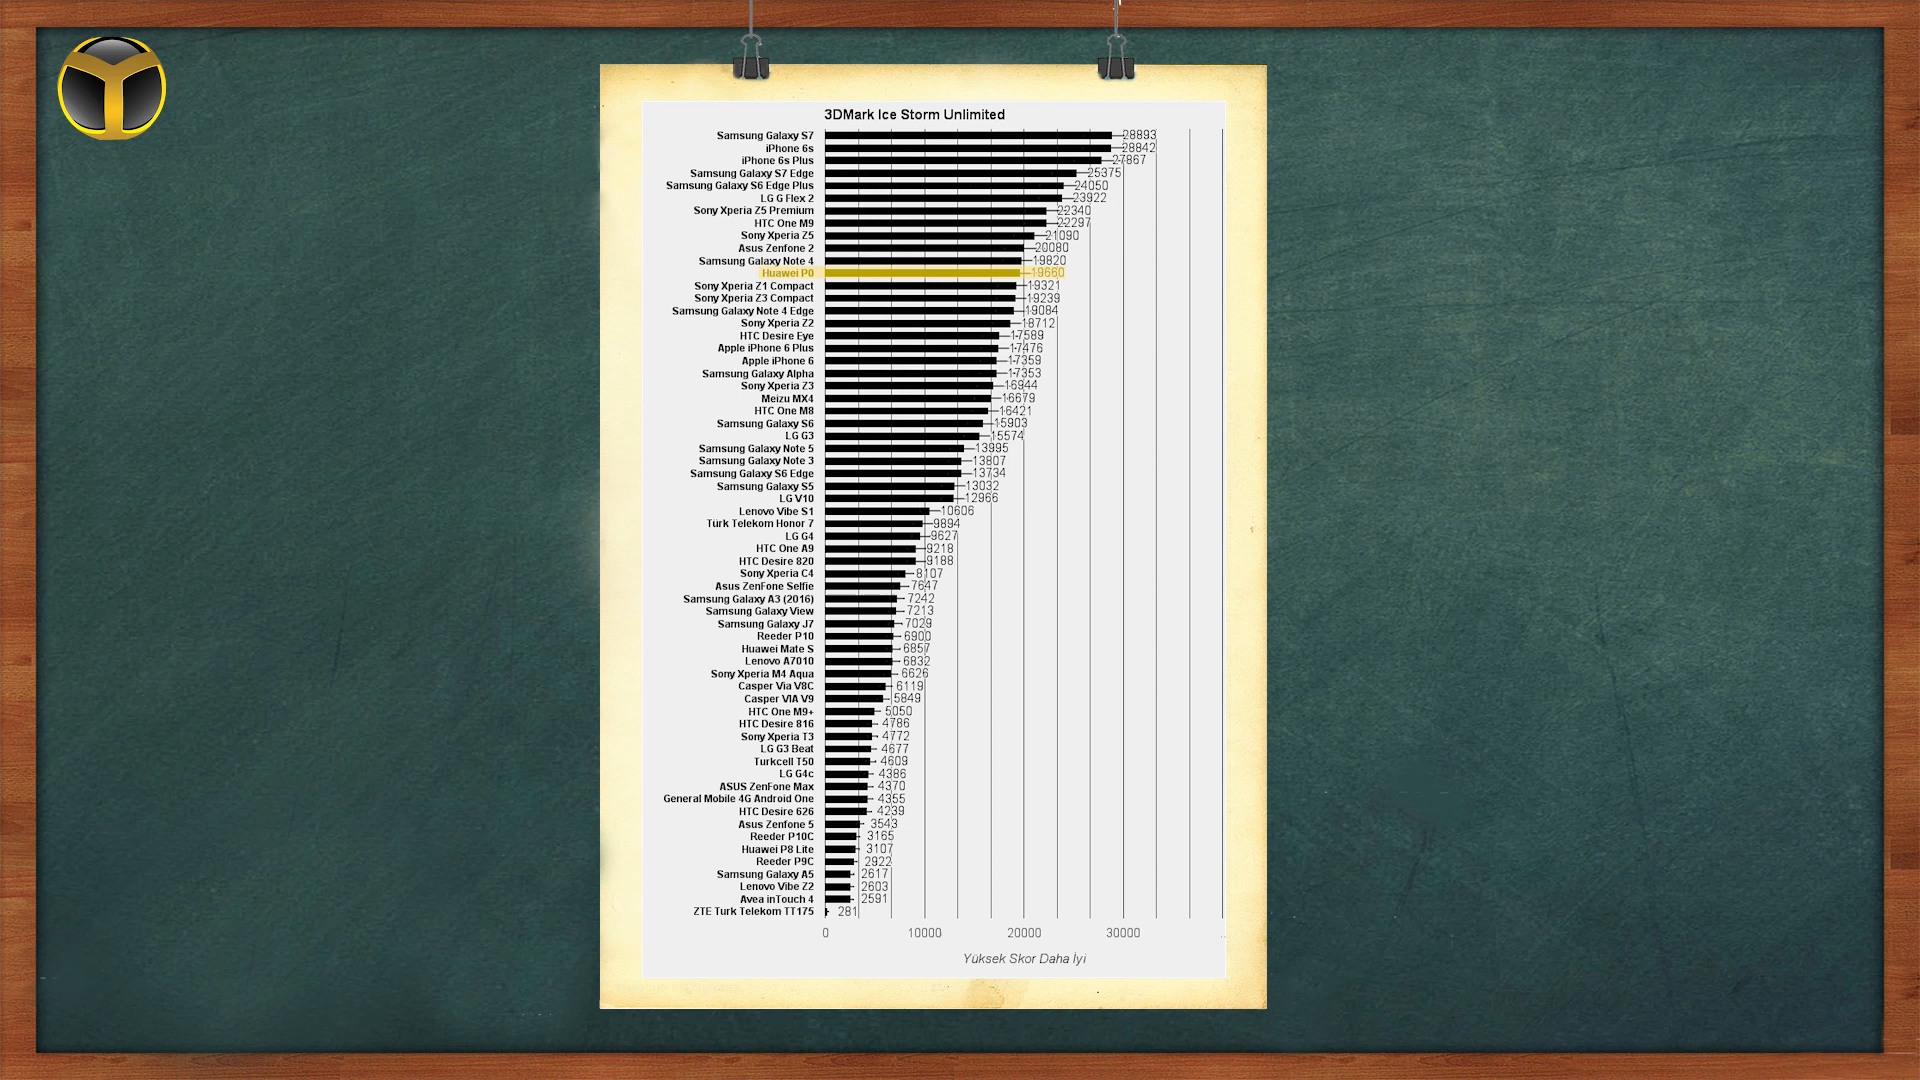 3DMark Ice Storm Unlimited
Samsung Galaxy S7 28893
iPhone 6s 28842
iPhone 6s Plus 27867
Samsung Galaxy S7 Edge 25375
Samsung Galaxy S6 Edge Plus 24050
LG G Flex 2 23922
Sony Xperia Z5 Premium 22340
HTC One M9 22297
Sony Xperia Z5 21090
Asus Zenfone 2 20080
Samsung Galaxy Note 4 19820
Huawei P0 19660
Sony Xperia Z1 Compact 19321
Sony Xperia Z3 Compact 19239
Samsung Galaxy Note 4 Edge 19084
Sony Xperia Z2 18712
HTC Desire Eye 17589
Apple iPhone 6 Plus 17476
Apple iPhone 6 17359
Samsung Galaxy Alpha 17353
Sony Xperia Z3 16944
Meizu MX4 16679
HTC One M8 16421
Samsung Galaxy S6 15903
LG G3 15574
Samsung Galaxy Note 5 13995
Samsung Galaxy Note 3 13807
Samsung Galaxy S6 Edge 13734
Samsung Galaxy S5 13032
LG V10 12966
Lenovo Vibe S1 10606
Türk Telekom Honor 7 9894
LG G4 9627
HTC One A9 9218
HTC Desire 820 9188
Sony Xperia C4 8107
Asus ZenFone Selfie 7647
Samsung Galaxy A3 (2016) 7242
Samsung Galaxy View 7213
Samsung Galaxy J7 7029
Reeder P10 6900
Huawei Mate S 6857
Lenovo A7010 6832
Sony Xperia M4 Aqua 6626
Casper Via V8C 6119
Casper VIA V9 5849
HTC One M9+ 5050
HTC Desire 816 4786
Sony Xperia T3 4772
LG G3 Beat 4677
Turkcell T50 4609
LG G4c 4386
ASUS ZenFone Max 4370
General Mobile 4G Android One 4355
HTC Desire 626 4239
Asus Zenfone 5 3543
Reeder P10C 3165
Huawei P8 Lite 3107
Reeder P9C 2922
Samsung Galaxy A5 2617
Lenovo Vibe Z2 2603
Avea inTouch 4 2591
ZTE Turk Telekom TT175 281
0 10000 20000 30000 ..
Yüksek Skor Daha İyi